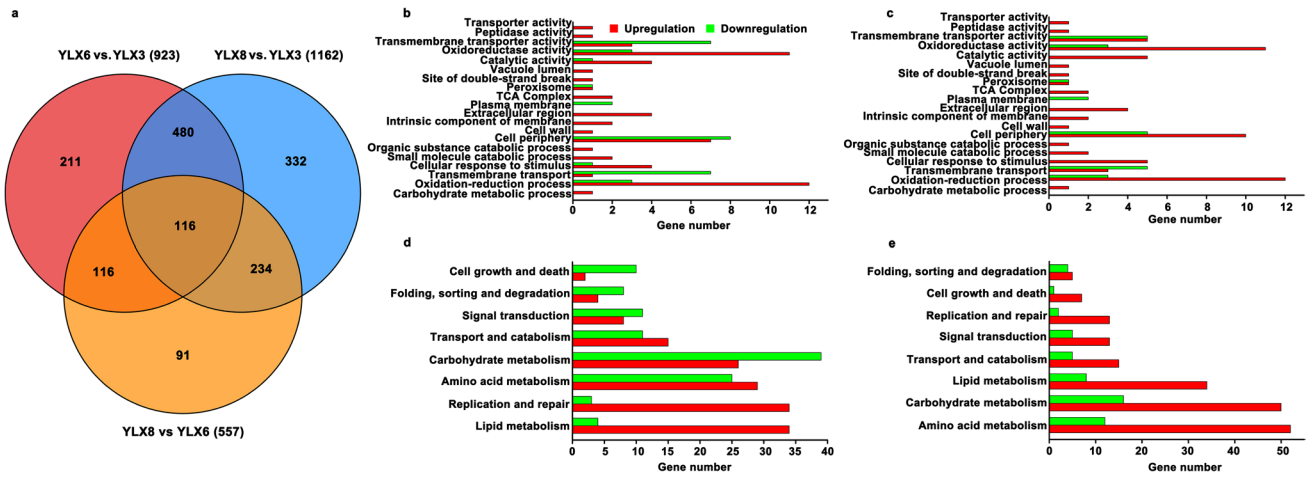 a
YLX6 vs. YLX3 (923)
YLX8 vs. YLX3 (1162)
480
211
332
116
116
234
91
YLX8 vs YLX6 (557)
b
Upregulation
Downregulation
Transporter activity
Peptidase activity
Transmembrane transporter activity
Oxidoreductase activity
Catalytic activity
Vacuole lumen
Site of double-strand break
Peroxisome
TCA Complex
Plasma membrane
Extracellular region
Intrinsic component of membrane
Cell wall
Cell periphery
Organic substance catabolic process
Small molecule catabolic process
Cellular response to stimulus
Transmembrane transport
Oxidation-reduction process
Carbohydrate metabolic process
0 2 4 6 8 10 12
Gene number
c
Transporter activity
Peptidase activity
Transmembrane transporter activity
Oxidoreductase activity
Catalytic activity
Vacuole lumen
Site of double-strand break
Peroxisome
TCA Complex
Plasma membrane
Extracellular region
Intrinsic component of membrane
Cell wall
Cell periphery
Organic substance catabolic process
Small molecule catabolic process
Cellular response to stimulus
Transmembrane transport
Oxidation-reduction process
Carbohydrate metabolic process
0 2 4 6 8 10 12
Gene number
d
Cell growth and death
Folding, sorting and degradation
Signal transduction
Transport and catabolism
Carbohydrate metabolism
Amino acid metabolism
Replication and repair
Lipid metabolism
0 5 10 15 20 25 30 35 40
Gene number
e
Folding, sorting and degradation
Cell growth and death
Replication and repair
Signal transduction
Transport and catabolism
Lipid metabolism
Carbohydrate metabolism
Amino acid metabolism
0 10 20 30 40 50
Gene number